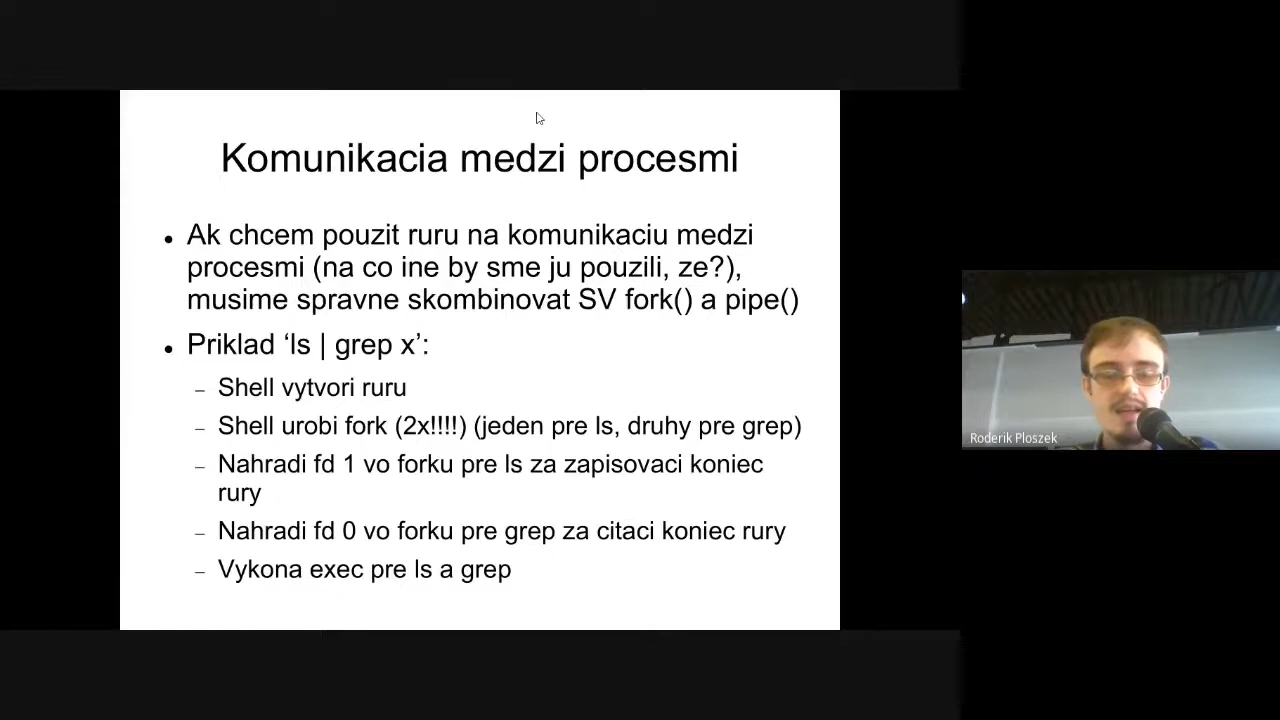 Komunikacia medzi procesmi
Ak chcem pouzit ruru na komunikaciu medzi
procesmi (na co ine by sme ju pouzili, ze?),
musime spravne skombinovat SV fork() a pipe()
Priklad ‘ls | grep x’:
Shell vytvori ruru
Shell urobi fork (2x!!!!) (jeden pre ls, druhy pre grep)
Nahradi fd 1 vo forku pre ls za zapisovaci koniec
rury
Nahradi fd 0 vo forku pre grep za citaci koniec rury
Vykona exec pre ls a grep
Roderik Ploszek